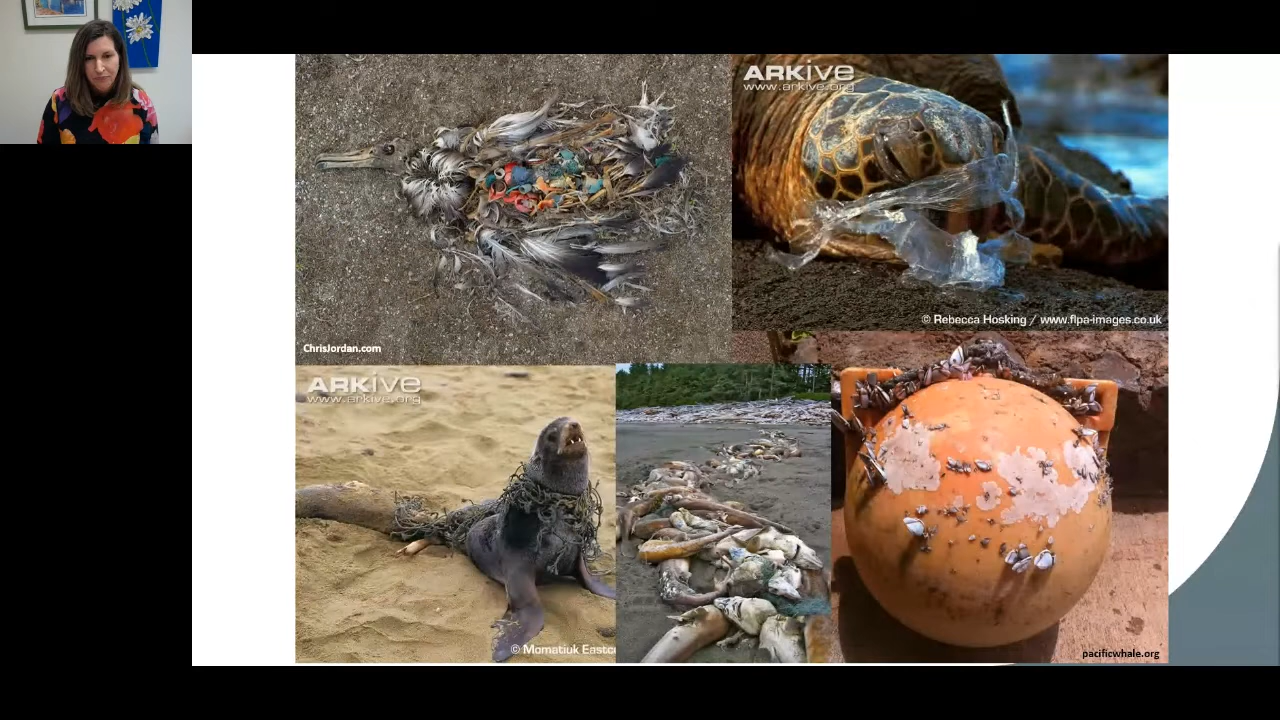 ARKive
www.arkive.org
© Rebecca Hosking / www.flpa-images.co.uk
ChrisJordan.com
ARKive
www.arkive.org
© Momatiuk Eastco
pacificwhale.org